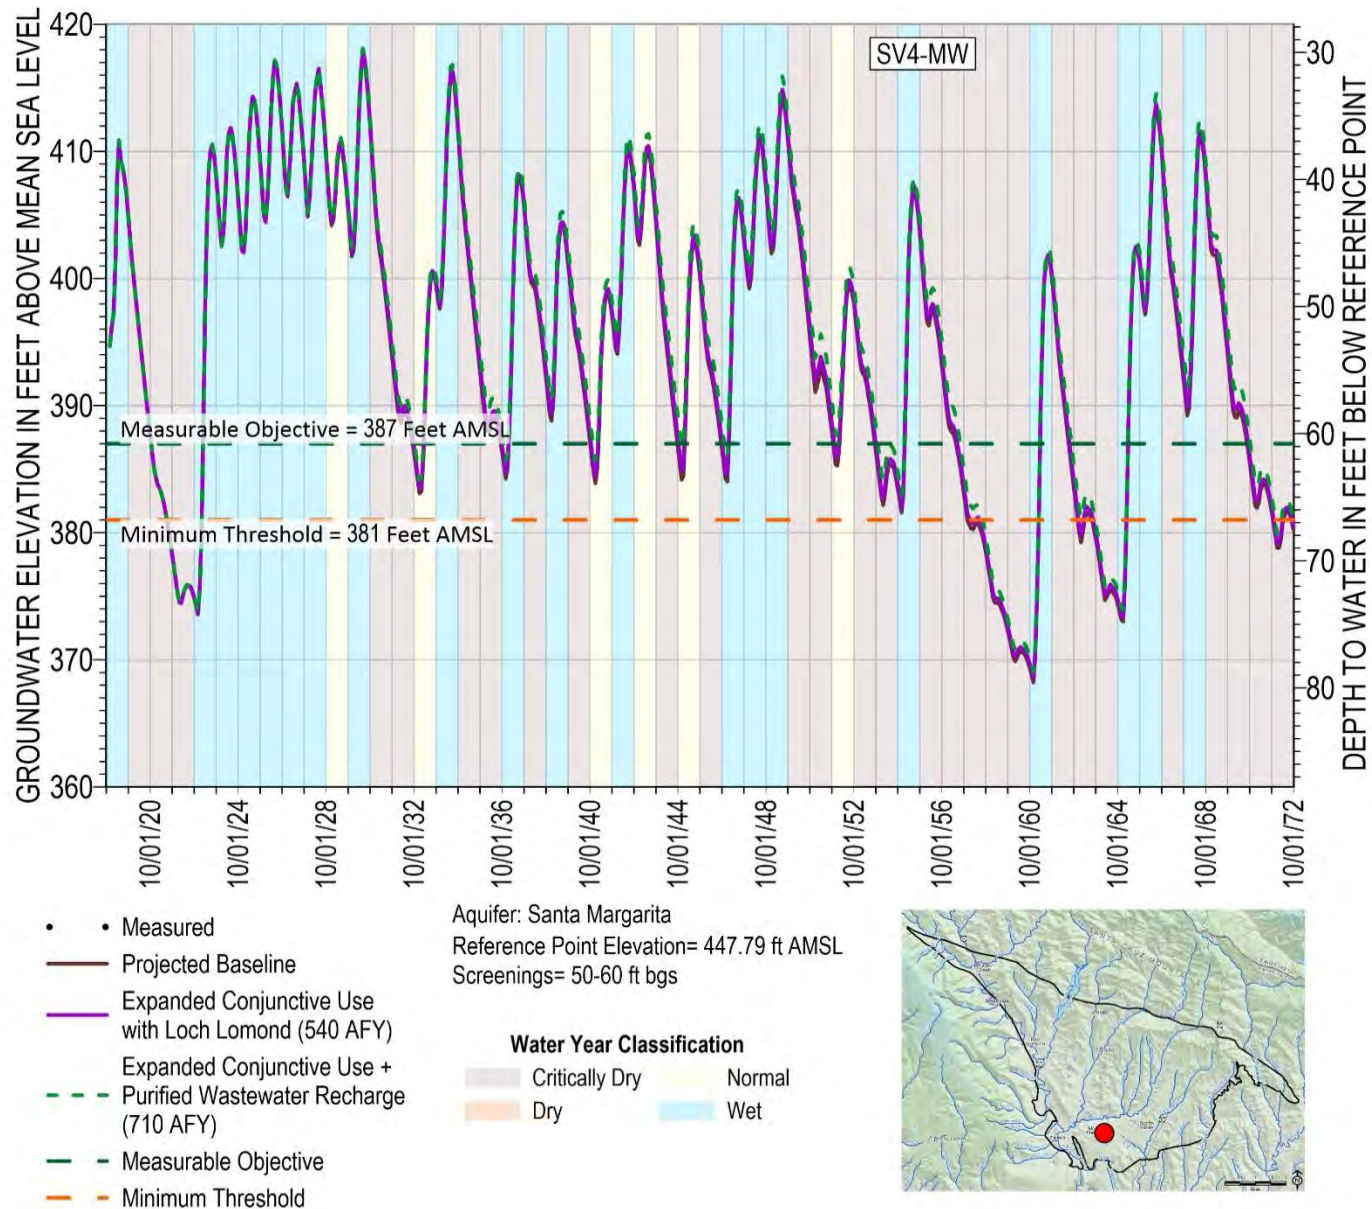 SV4-MW
GROUNDWATER ELEVATION IN FEET ABOVE MEAN SEA LEVEL
420
410
400
390
380
370
360
Measurable Objective = 387 Feet AMSL
Minimum Threshold = 381 Feet AMSL
30
40
50
60
70
80
DEPTH TO WATER IN FEET BELOW REFERENCE POINT
10/01/20
10/01/24
10/01/28
10/01/32
10/01/36
10/01/40
10/01/44
10/01/48
10/01/52
10/01/56
10/01/60
10/01/64
10/01/68
10/01/72
Measured
Projected Baseline
Expanded Conjunctive Use
with Loch Lomond (540 AFY)
Expanded Conjunctive Use +
Purified Wastewater Recharge
(710 AFY)
Measurable Objective
Minimum Threshold
Aquifer: Santa Margarita
Reference Point Elevation= 447.79 ft AMSL
Screenings= 50-60 ft bgs
Water Year Classification
Critically Dry
Normal
Dry
Wet